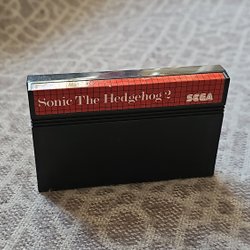 Sonic The Hedgehog 2 SEGA